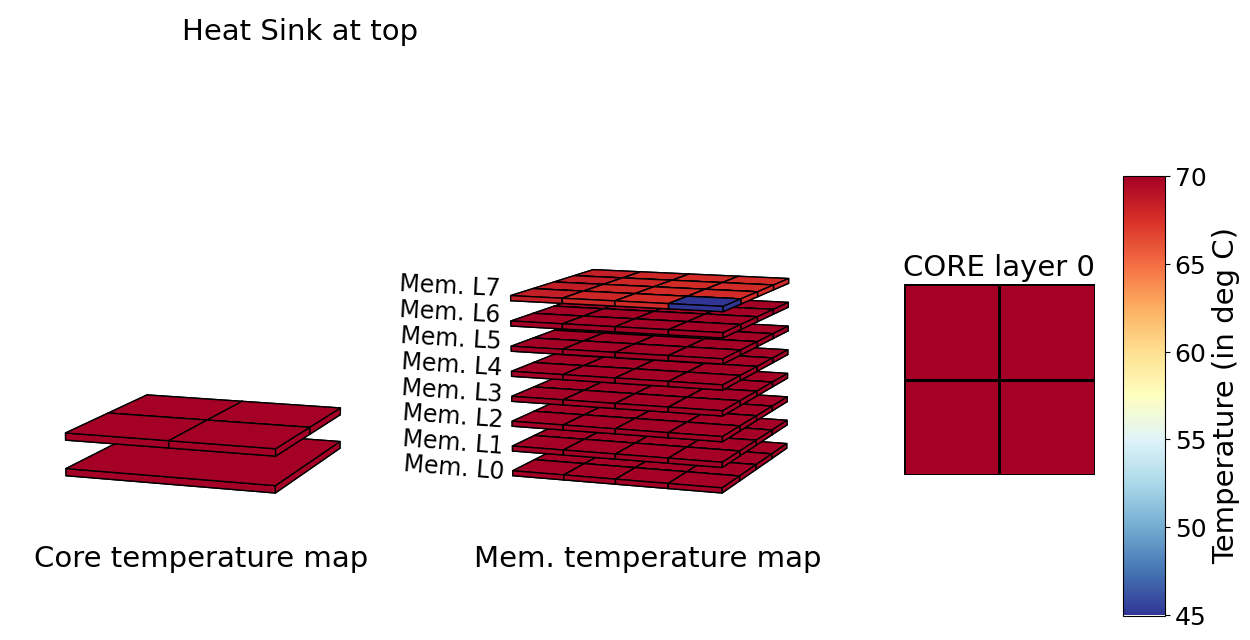 Heat Sink at top
Mem. L7
Mem. L6
Mem. L5
Mem. L4
Mem. L3
Mem. L2
Mem. L1
Mem. L0
Core temperature map
Mem. temperature map
CORE layer 0
70
65
60
55
50
45
Temperature (in deg C)